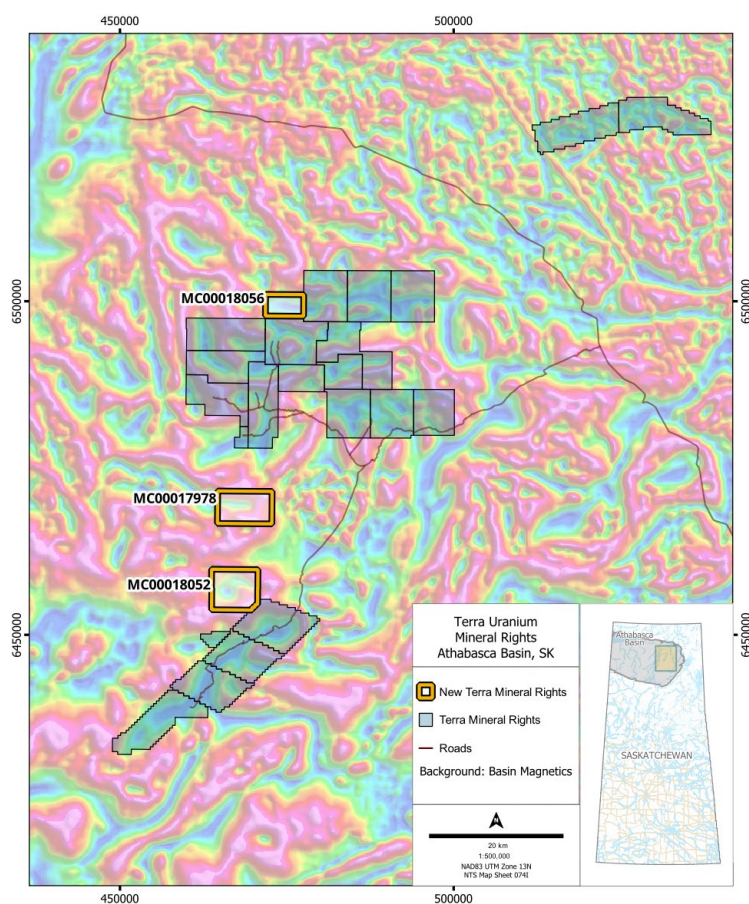 450000
500000
6500000
6500000
MC00018056
MC00017978
MC00018052
6450000
6450000
Terra Uranium
Mineral Rights
Athabasca Basin, SK
New Terra Mineral Rights
Terra Mineral Rights
Roads
Background: Basin Magnetics
N
20 km
1:500,000
NAD83 UTM Zone 13N
NTS Map Sheet 074I
Athabasca
Basin
SASKATCHEWAN
450000
500000